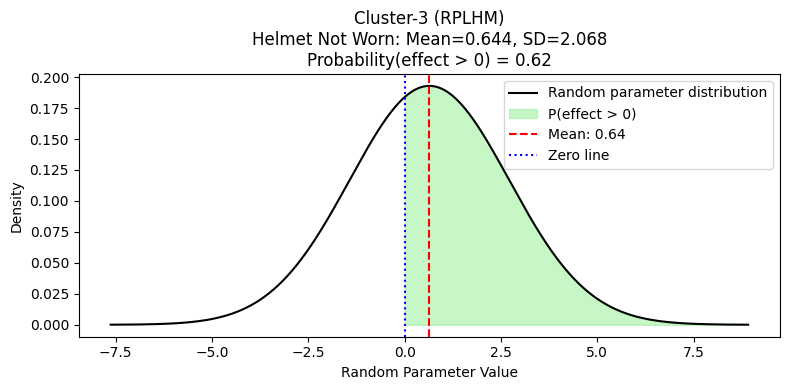 Cluster-3 (RPLHM)
Helmet Not Worn: Mean=0.644, SD=2.068
Probability(effect > 0) = 0.62
Random parameter distribution
P(effect > 0)
Mean: 0.64
Zero line
Density
0.200
0.175
0.150
0.125
0.100
0.075
0.050
0.025
0.000
−7.5
−5.0
−2.5
0.0
2.5
5.0
7.5
Random Parameter Value